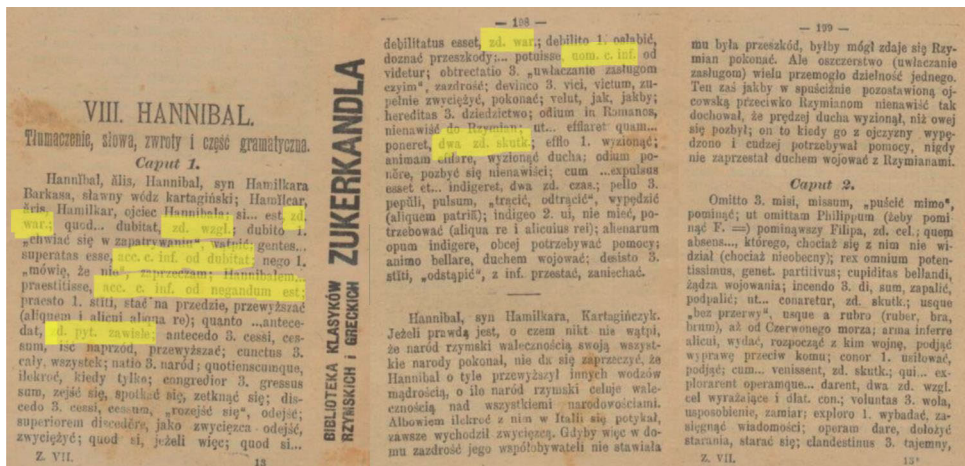 VIII. HANNIBAL.
Tłumaczenie, słowa, zwroty i część gramatyczna.
Caput 1.
Hannĭbal, ălis, Hannibal, syn Hamilkara
Barkasa, sławny wódz kartagiński; Hamilcar,
ăris, Hamilkar, ojciec Hannibala; si... est, zd.
war.; quod... dubitat, zd. wzgl.; dubito 1.
„chwiać się w zapatrywaniu" wątpić; gentes...
superatas esse, acc. c. inf. od dubitat; nego 1.
„mówię, że nie" zaprzeczam; Hannibalem...
praestitisse, acc. c. inf. od negandum est;
praesto 1. stĭti, stać na przedzie, przewyższać
(aliquem i alicui aliqua re); quanto ...antece-
dat, zd. pyt. zawisłe; antecedo 3. cessi, ces-
sum, iść naprzód, przewyższać; cunctus 3.
cały, wszystek; natio 3. naród; quotienscunque,
ilekroć, kiedy tylko; congredior 3. gressus
sum, zejść się, spotkać się, zetknąć się; dis-
cedo 3. cessi, cessum, „rozejść się", odejść;
superiorem discedĕre, jako zwycięzca odejść,
zwyciężyć; quod si, jeżeli więc; quod si...
Z. VII. 13
BIBLIOTEKA KLASYKÓW
RZYMSKICH i GRECKICH
ZUKERKANDLA
— 198 —
debilitatus esset, zd. war.; debilito 1. osłabić,
doznać przeszkody;... potuisse, nom. c. inf. od
videtur; obtrectatio 3. „uwłaczanie zasługom
czyim", zazdrość; devinco 3. vici, victum, zu-
pełnie zwyciężyć, pokonać; velut, jak, jakby;
hereditas 3. dziedzictwo; odium in Romanos,
nienawiść do Rzymian; ut... efflaret quam...
poneret, dwa zd. skutk.; efflo 1. wyzionąć;
animam efflare, wyzionąć ducha; odium po-
nĕre, pozbyć się nienawiści; cum ...expulsus
esset et... indigeret, dwa zd. czas.; pello 3.
pepŭli, pulsum, „trącić, odtrącić", wypędzić
(aliquem patriā); indigeo 2. ui, nie mieć, po-
trzebować (aliqua re i alicuius rei); alienarum
opum indigere, obcej potrzebować pomocy;
animo bellare, duchem wojować; desisto 3.
stĭti, „odstąpić", z inf. przestać, zaniechać.
Hannibal, syn Hamilkara, Kartagińczyk.
Jeżeli prawdą jest, o czem nikt nie wątpi,
że naród rzymski walecznością swoją wszyst-
kie narody pokonał, nie da się zaprzeczyć, że
Hannibal o tyle przewyższył innych wodzów
mądrością, o ile naród rzymski celuje wale-
cznością nad wszystkiemi narodowościami.
Albowiem ilekroć z nim w Italii się potykał,
zawsze wychodził zwycięzcą. Gdyby więc w do-
mu zazdrość jego współobywateli nie stawiała
— 199 —
mu była przeszkód, byłby mógł zdaje się Rzy-
mian pokonać. Ale oszczerstwo (uwłaczanie
zasługom) wielu przemogło dzielność jednego.
Ten zaś jakby w spuściźnie pozostawioną oj-
cowską przeciwko Rzymianom nienawiść tak
dochował, że prędzej ducha wyzionął, niż owej
się pozbył; on to kiedy go z ojczyzny wypę-
dzono i cudzej potrzebował pomocy, nigdy
nie zaprzestał duchem wojować z Rzymianami.
Caput 2.
Omitto 3. misi, missum, „puścić mimo",
pominąć; ut omittam Philippum (żeby pomi-
nąć F. =) pominąwszy Filipa, zd. cel.; quem
absens..., którego, chociaż się z nim nie wi-
dział (chociaż nieobecny); rex omnium poten-
tissimus, genet. partitivus; cupiditas bellandi,
żądza wojowania; incendo 3. di, sum, zapalić,
podpalić; ut... conaretur, zd. skutk.; usque
„bez przerwy", usque a rubro (ruber, bra,
brum), aż od Czerwonego morza; arma inferre
alicui, wydać, rozpocząć z kim wojnę, podjąć
wyprawę przeciw komu; conor 1. usiłować,
podjąć; cum... venissent, zd. skutk.; qui... ex-
plorarent operamque... darent, dwa zd. wzgl.
cel wyrażające i dlat. con.; voluntas 3. wola,
usposobienie, zamiar; exploro 1. wybadać, za-
sięgnąć wiadomości; operam dare, dołożyć
starania, starać się; clandestinus 3. tajemny,
Z. VII. 13*